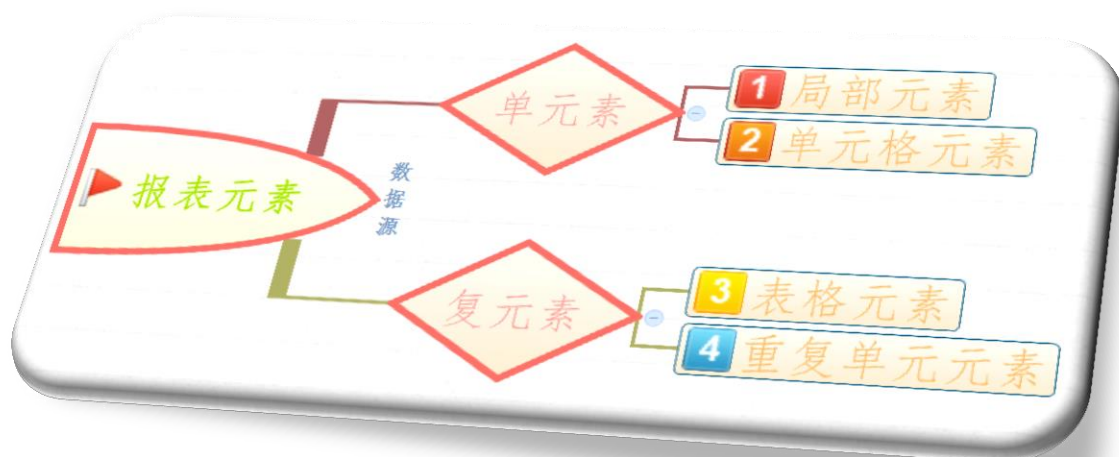 报表元素
数
据
源
单元素
1 局部元素
2 单元格元素
复元素
3 表格元素
4 重复单元元素